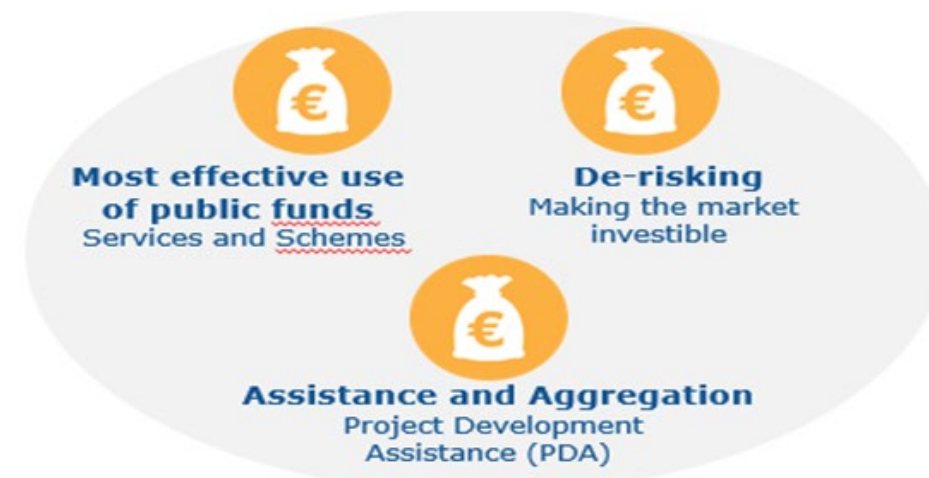 €
€
Most effective use
of public funds
Services and Schemes
De-risking
Making the market
investible
€
Assistance and Aggregation
Project Development
Assistance (PDA)